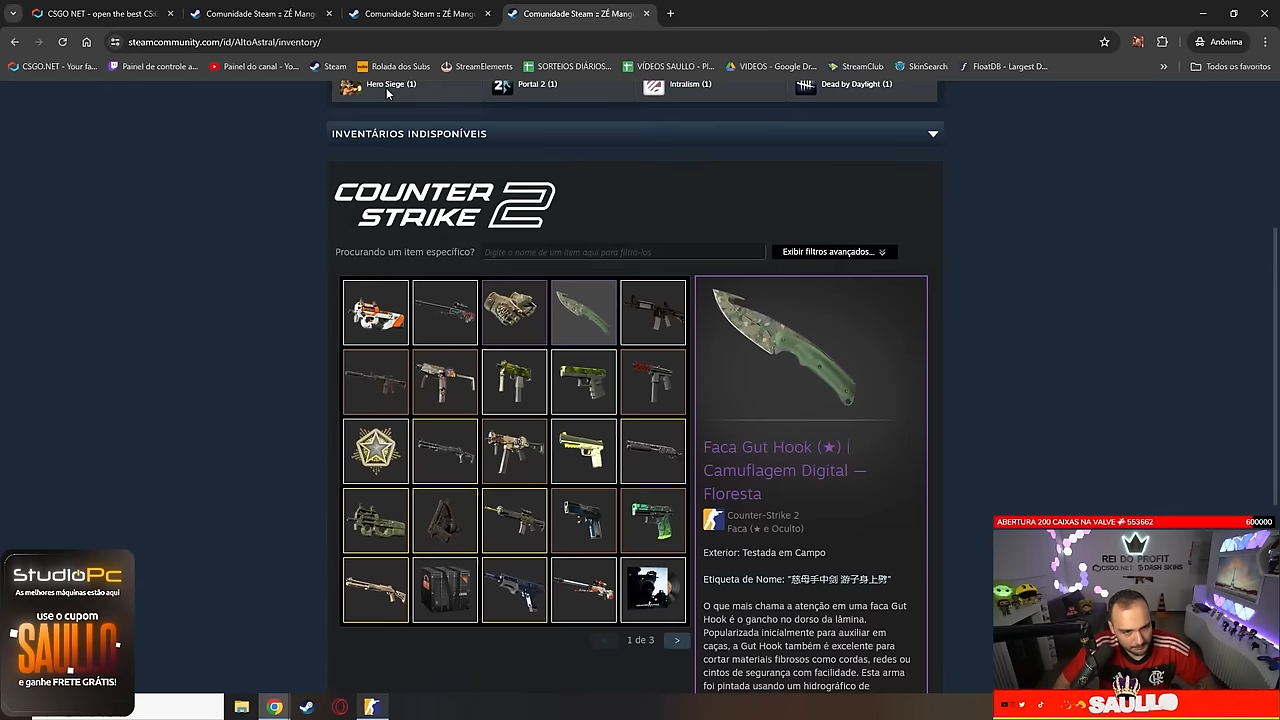 CSGO NET - open the best CS
Comunidade Steam :: ZÉ Mang
Comunidade Steam :: ZÉ Mang
Comunidade Steam :: ZÉ Mang
steamcommunity.com/id/AltoAstral/inventory/
Anônima
CSGO.NET - Your fa...
Painel de controle a...
Painel do canal - Yo...
Steam
Rolada dos Subs
StreamElements
SORTEIOS DIÁRIOS...
VÍDEOS SAULLO - Pl...
VIDEOS - Google Dr...
StreamClub
SkinSearch
FloatDB - Largest D...
Todos os favoritos
Hero Siege (1)
Portal 2 (1)
Intralism (1)
Dead by Daylight (1)
INVENTÁRIOS INDISPONÍVEIS
COUNTER
STRIKE 2
Procurando um item específico?
Digite o nome de um item aqui para filtrá-los
Exibir filtros avançados...
Faca Gut Hook (★) |
Camuflagem Digital —
Floresta
Counter-Strike 2
Faca (★ e Oculto)
Exterior: Testada em Campo
Etiqueta de Nome: "慈母手中剑 游子身上劈"
O que mais chama a atenção em uma faca Gut
Hook é o gancho no dorso da lâmina.
Popularizada inicialmente para auxiliar em
caças, a Gut Hook também é excelente para
cortar materiais fibrosos como cordas, redes ou
cintos de segurança com facilidade. Esta arma
foi pintada usando um hidrográfico de
1 de 3
StudioPc
As melhores máquinas estão aqui
use o cupom
SAULLO
e ganhe FRETE GRÁTIS!
ABERTURA 200 CAIXAS NA VALVE
553662
600000
REI DO PROFIT
CSGO.NET
DASH SKINS
SAULLO